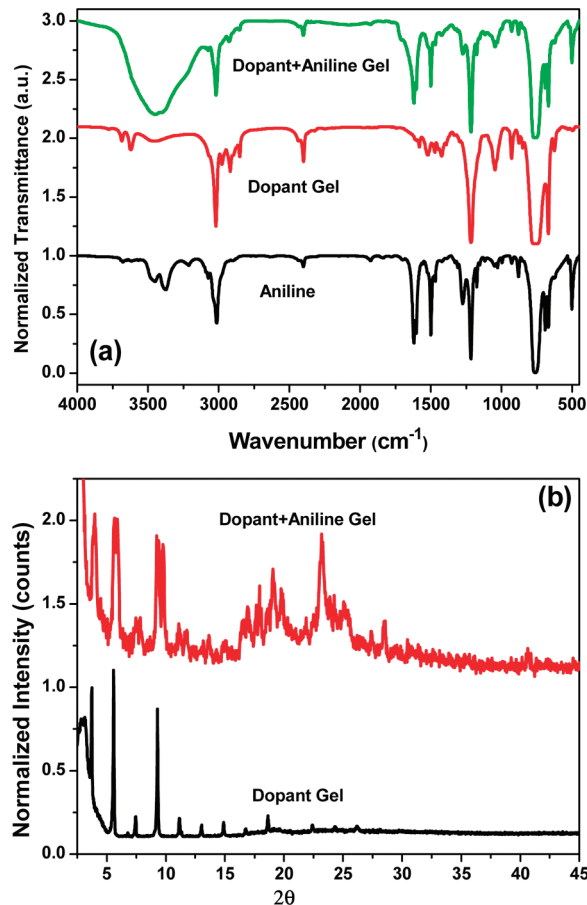 3.0
2.5
2.0
1.5
1.0
0.5
0.0
Normalized Transmittance (a.u.)
Dopant+Aniline Gel
Dopant Gel
Aniline
(a)
4000 3500 3000 2500 2000 1500 1000 500
Wavenumber (cm⁻¹)
(b)
2.0
1.5
1.0
0.5
0.0
Normalized Intensity (counts)
Dopant+Aniline Gel
Dopant Gel
5 10 15 20 25 30 35 40 45
2θ